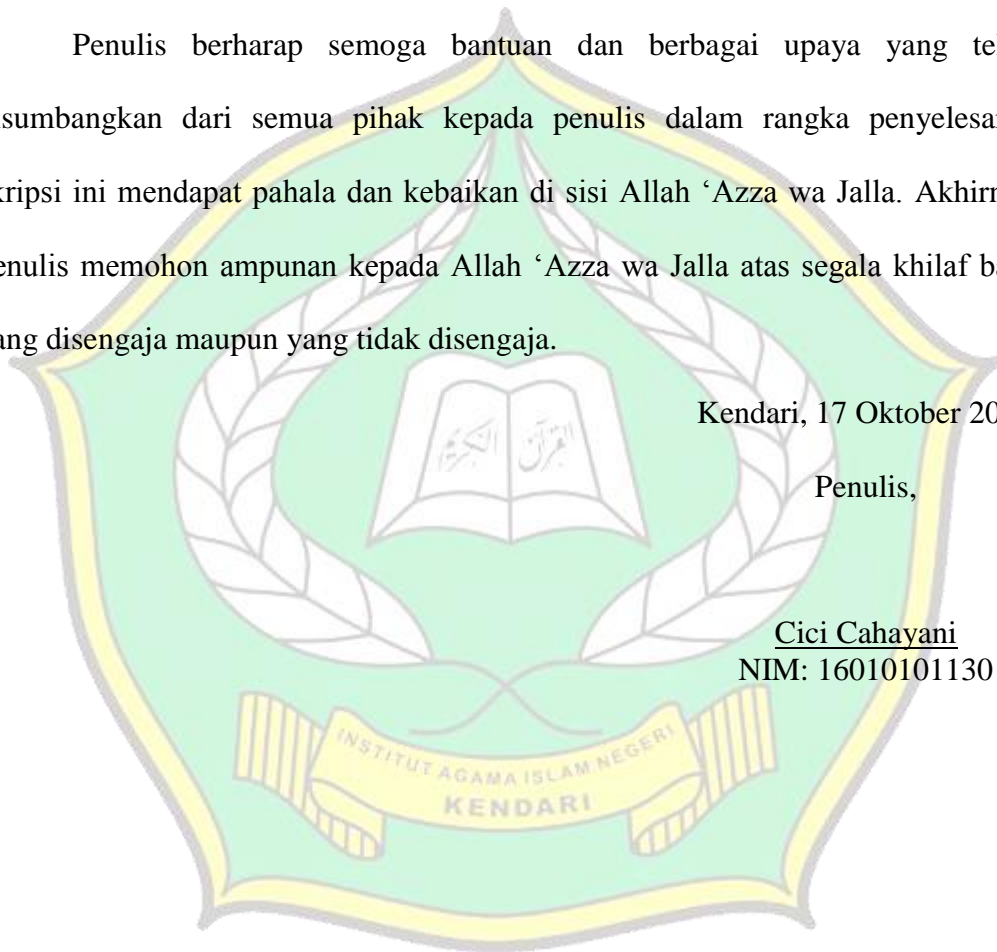 Penulis berharap semoga bantuan dan berbagai upaya yang tel
sumbangkan dari semua pihak kepada penulis dalam rangka penyelesa
kripsi ini mendapat pahala dan kebaikan di sisi Allah ‘Azza wa Jalla. Akhirn
enulis memohon ampunan kepada Allah ‘Azza wa Jalla atas segala khilaf ba
ang disengaja maupun yang tidak disengaja.
Kendari, 17 Oktober 20
القرآن الكريم
Penulis,
Cici Cahayani
NIM: 16010101130
INSTITUT AGAMA ISLAM NEGERI
KENDARI